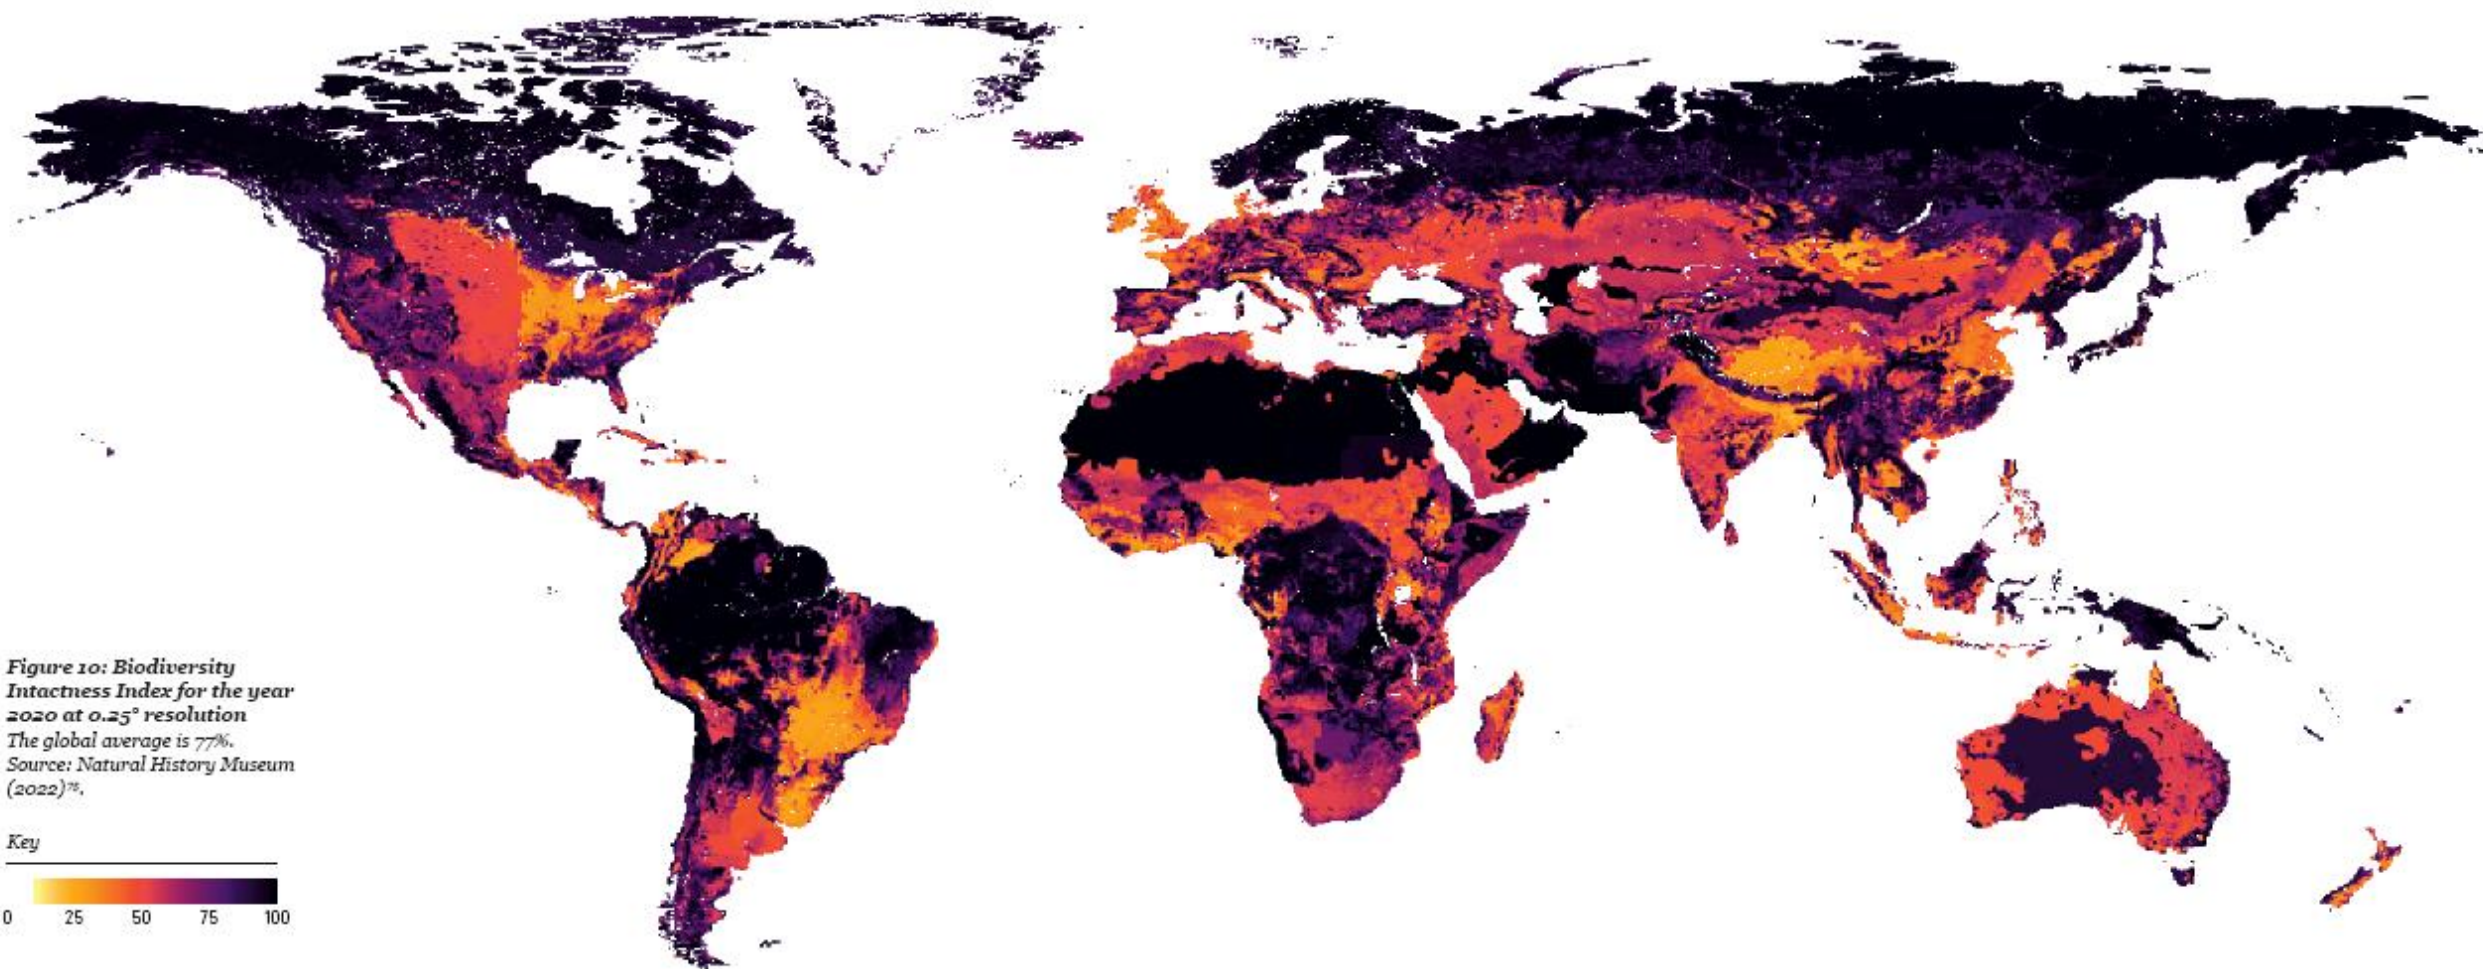 Figure 10: Biodiversity
Intactness Index for the year
2020 at 0.25° resolution
The global average is 77%.
Source: Natural History Museum
(2022)⁷⁸.
Key
0 25 50 75 100